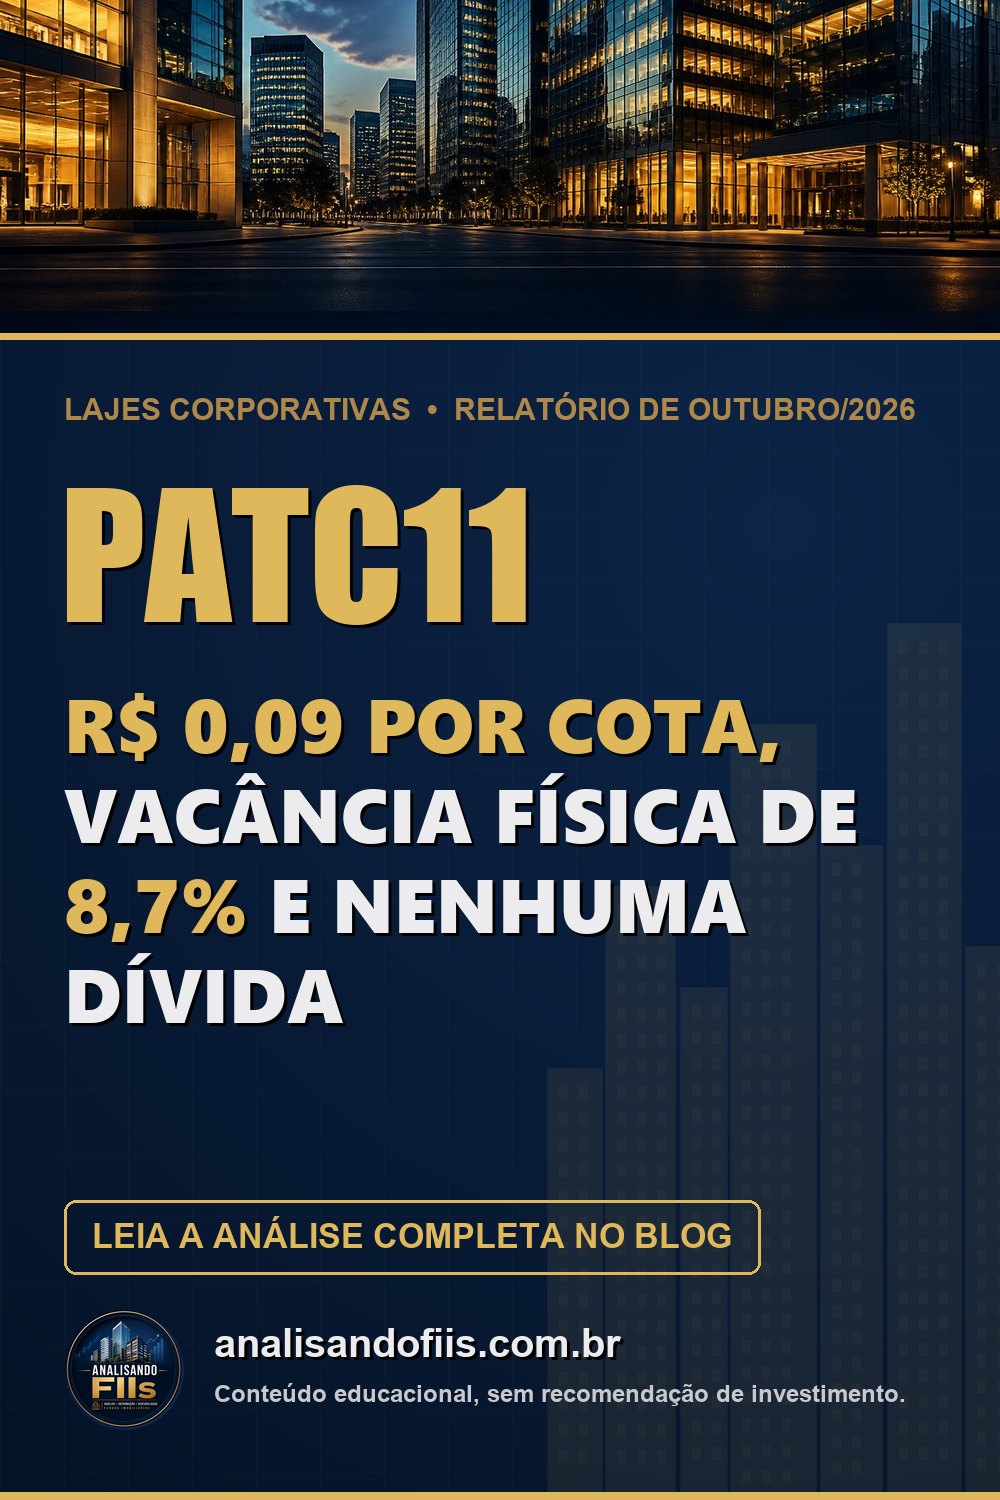 LAJES CORPORATIVAS • RELATÓRIO DE OUTUBRO/2026
PATC11
R$ 0,09 POR COTA,
VACÂNCIA FÍSICA DE
8,7% E NENHUMA
DÍVIDA
LEIA A ANÁLISE COMPLETA NO BLOG
analisandofiis.com.br
Conteúdo educacional, sem recomendação de investimento.
ANALISANDO
FIIs